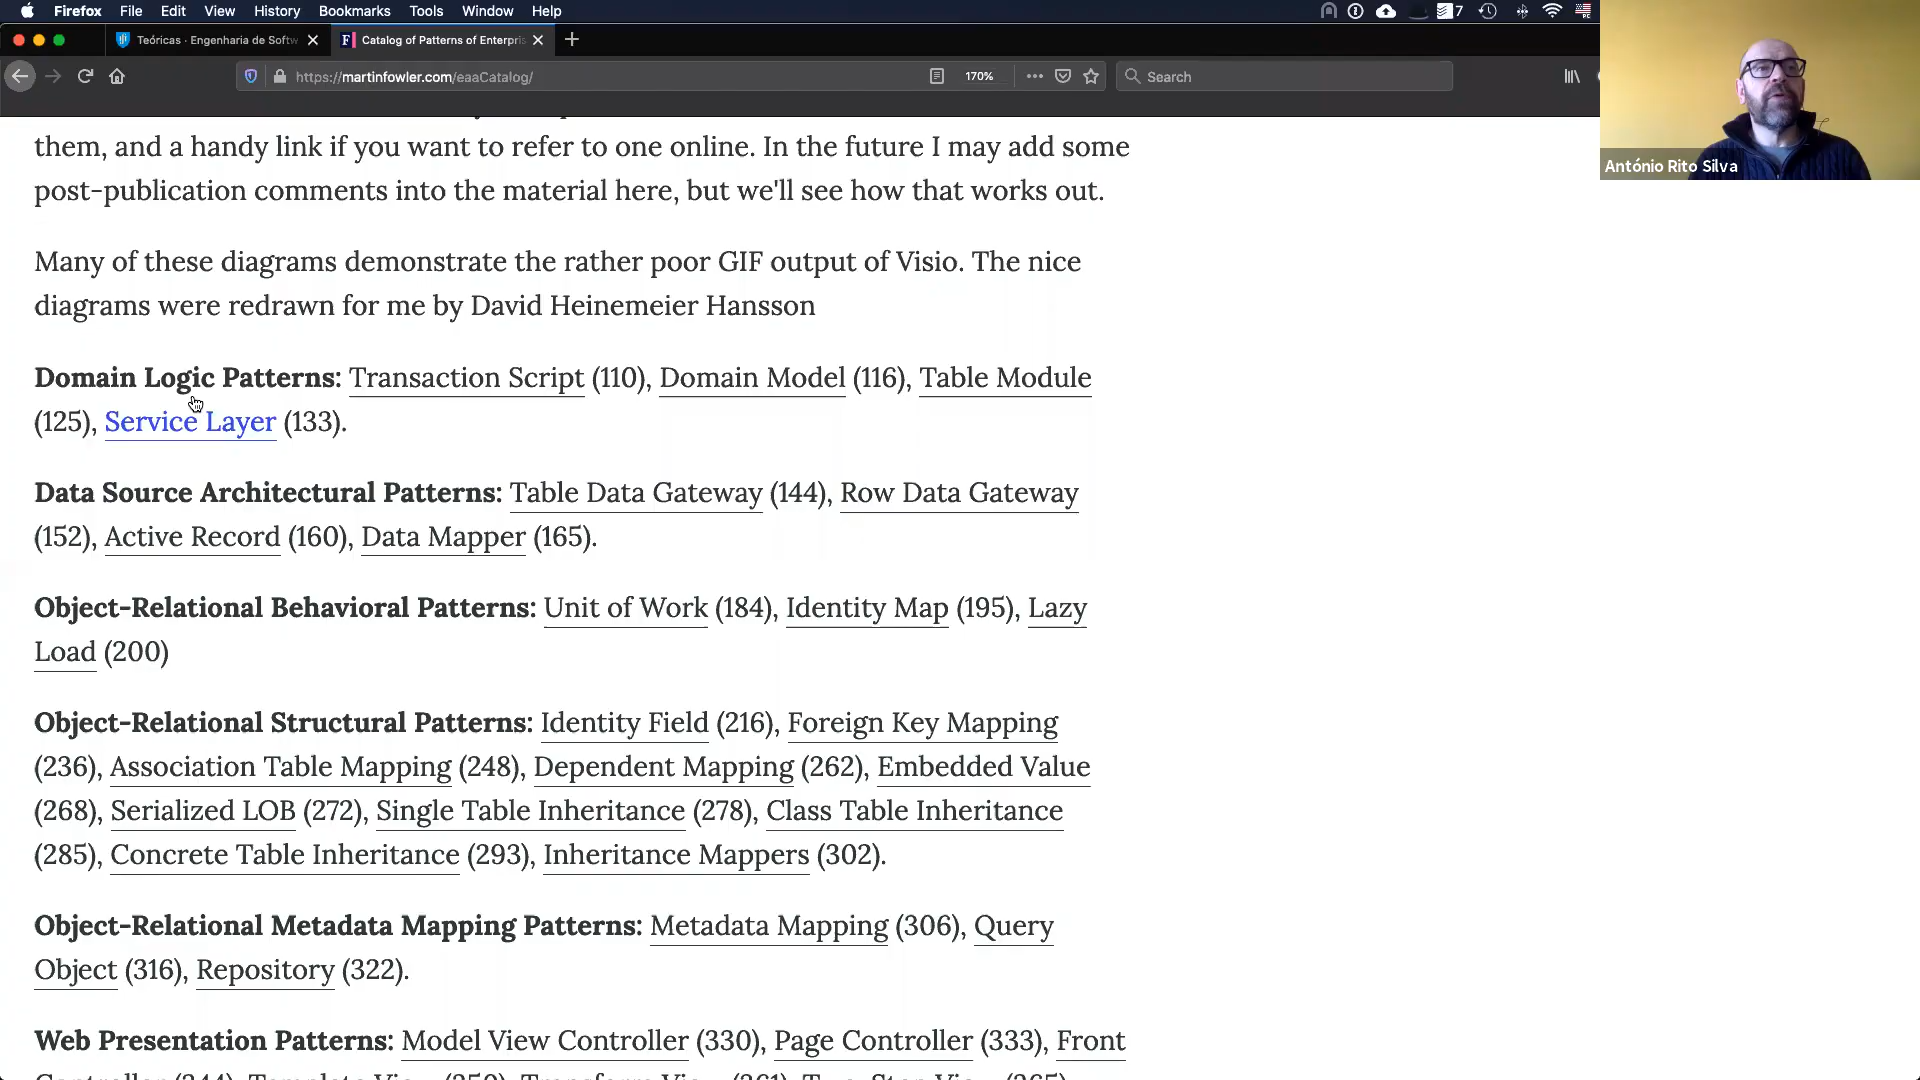 Firefox File Edit View History Bookmarks Tools Window Help 7
Teóricas · Engenharia de Softw Catalog of Patterns of Enterpris
https://martinfowler.com/eaaCatalog/ 170% Search
António Rito Silva
them, and a handy link if you want to refer to one online. In the future I may add some
post-publication comments into the material here, but we'll see how that works out.
Many of these diagrams demonstrate the rather poor GIF output of Visio. The nice
diagrams were redrawn for me by David Heinemeier Hansson
Domain Logic Patterns: Transaction Script (110), Domain Model (116), Table Module
(125), Service Layer (133).
Data Source Architectural Patterns: Table Data Gateway (144), Row Data Gateway
(152), Active Record (160), Data Mapper (165).
Object-Relational Behavioral Patterns: Unit of Work (184), Identity Map (195), Lazy
Load (200)
Object-Relational Structural Patterns: Identity Field (216), Foreign Key Mapping
(236), Association Table Mapping (248), Dependent Mapping (262), Embedded Value
(268), Serialized LOB (272), Single Table Inheritance (278), Class Table Inheritance
(285), Concrete Table Inheritance (293), Inheritance Mappers (302).
Object-Relational Metadata Mapping Patterns: Metadata Mapping (306), Query
Object (316), Repository (322).
Web Presentation Patterns: Model View Controller (330), Page Controller (333), Front